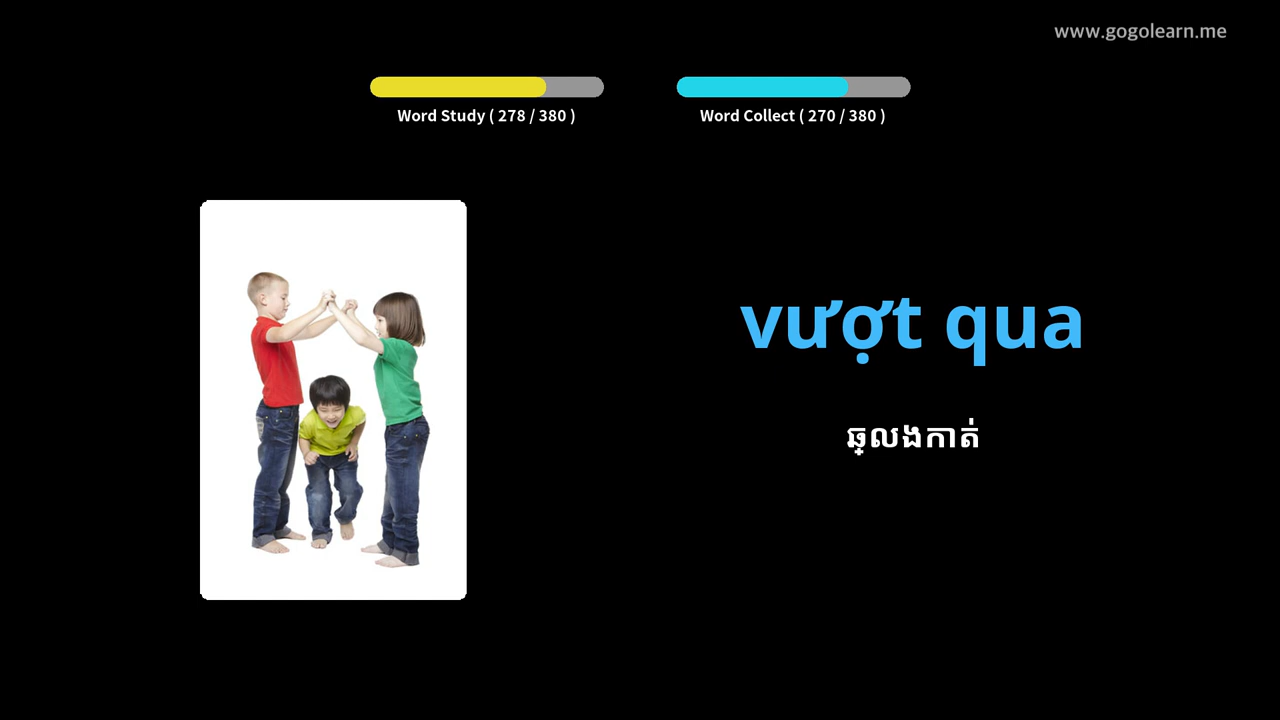 www.gogolearn.me
Word Study ( 278 / 380 )
Word Collect ( 270 / 380 )
vượt qua
ឆ្លងកាត់